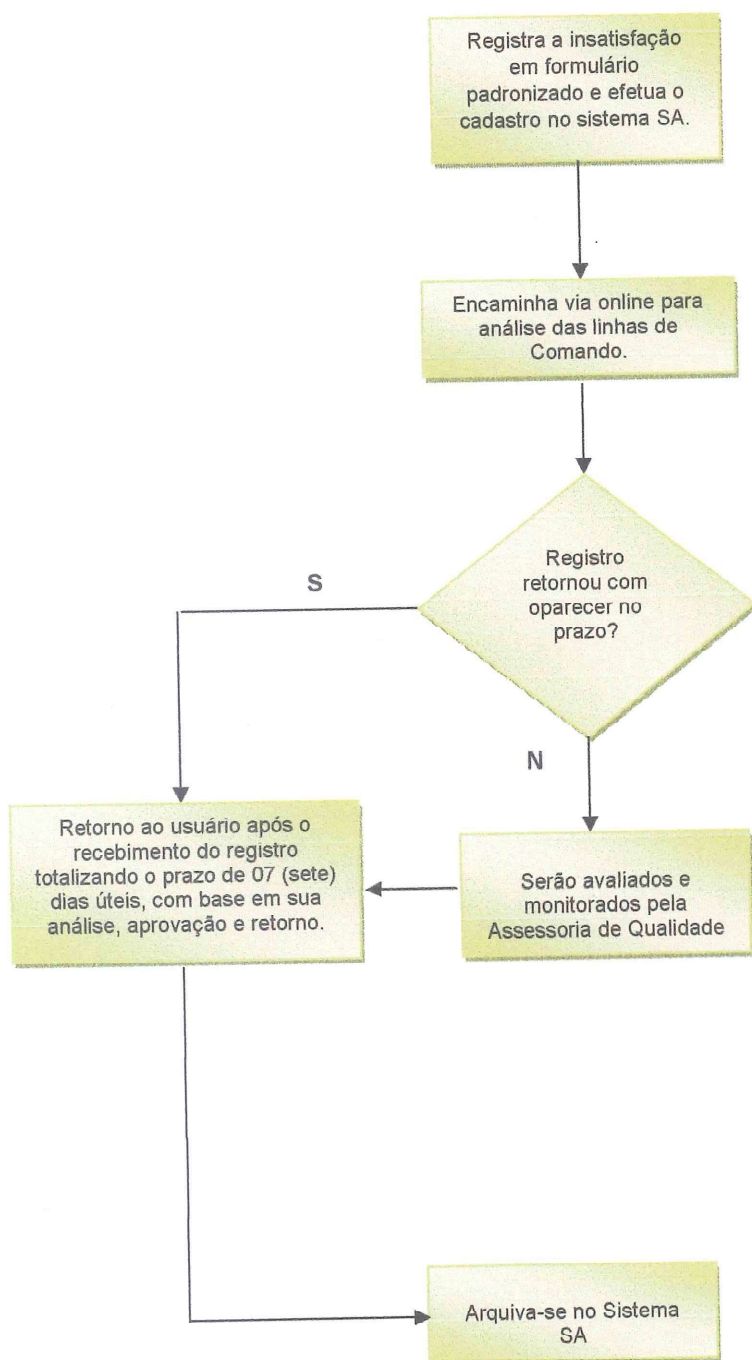 Registra a insatisfação
em formulário
padronizado e efetua o
cadastro no sistema SA.
Encaminha via online para
análise das linhas de
Comando.
Registro
retornou com
oparecer no
prazo?
S
N
Retorno ao usuário após o
recebimento do registro
totalizando o prazo de 07 (sete)
dias úteis, com base em sua
análise, aprovação e retorno.
Serão avaliados e
monitorados pela
Assessoria de Qualidade
Arquiva-se no Sistema
SA